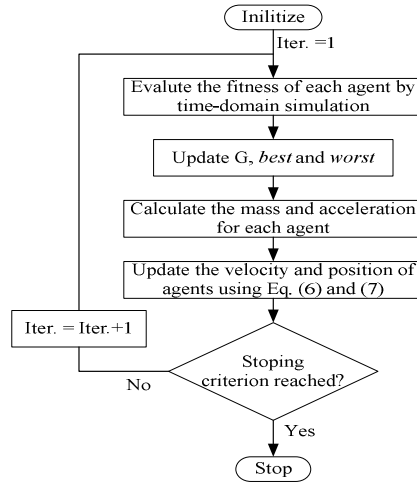 Inilitize
Iter. =1
Evalute the fitness of each agent by
time-domain simulation
Update G, best and worst
Calculate the mass and acceleration
for each agent
Update the velocity and position of
agents using Eq. (6) and (7)
Iter. = Iter.+1
Stoping
criterion reached?
No
Yes
Stop